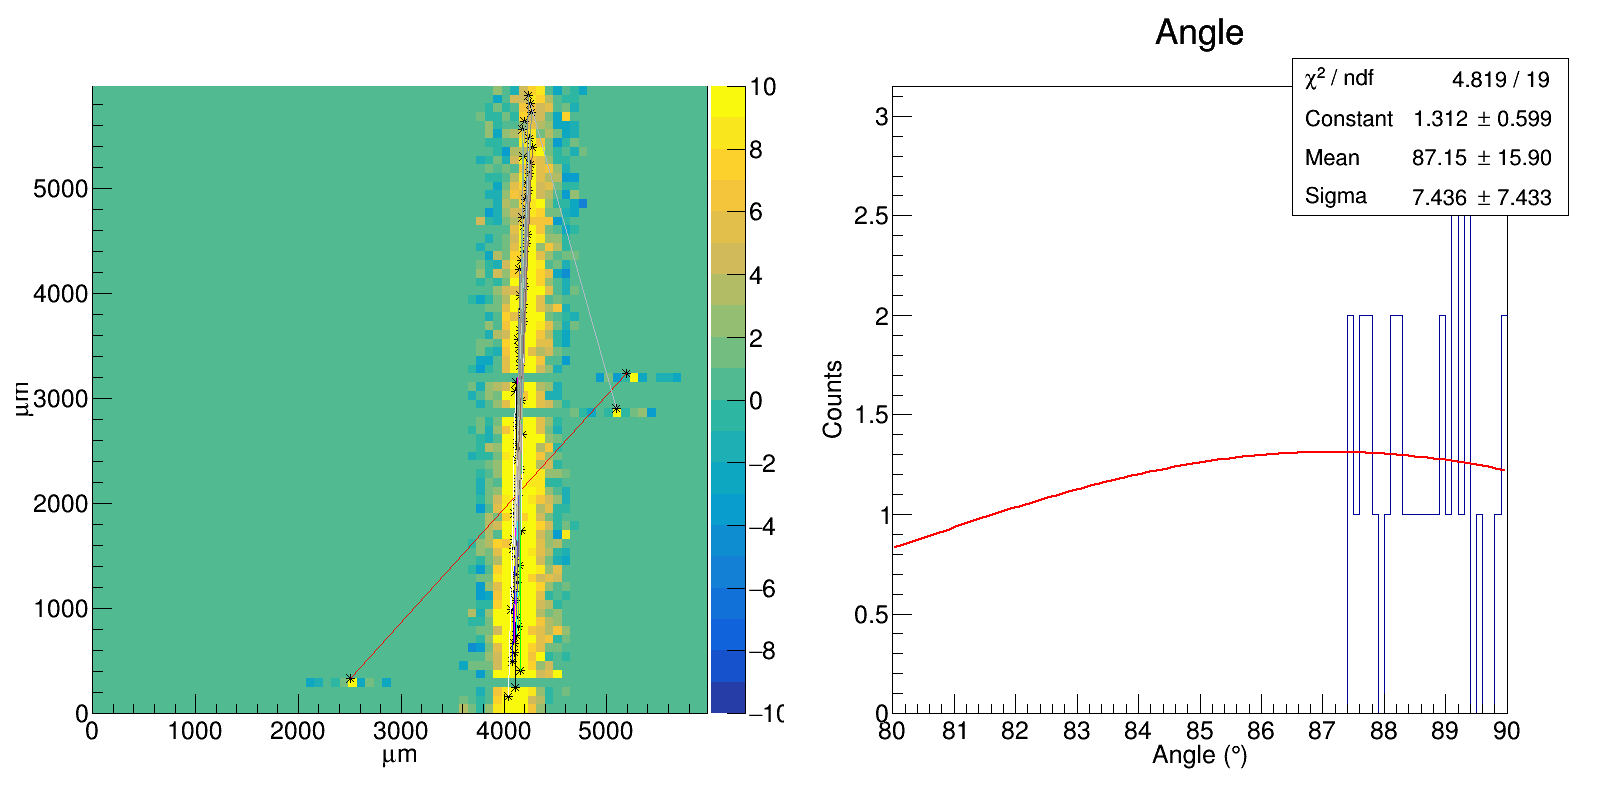 Angle
χ² / ndf 4.819 / 19
Constant 1.312 ± 0.599
Mean 87.15 ± 15.90
Sigma 7.436 ± 7.433
10
8
6
4
2
0
−2
−4
−6
−8
−10
5000
4000
3000
2000
1000
0
μm
0 1000 2000 3000 4000 5000
μm
3
2.5
2
1.5
1
0.5
0
Counts
80 81 82 83 84 85 86 87 88 89 90
Angle (°)